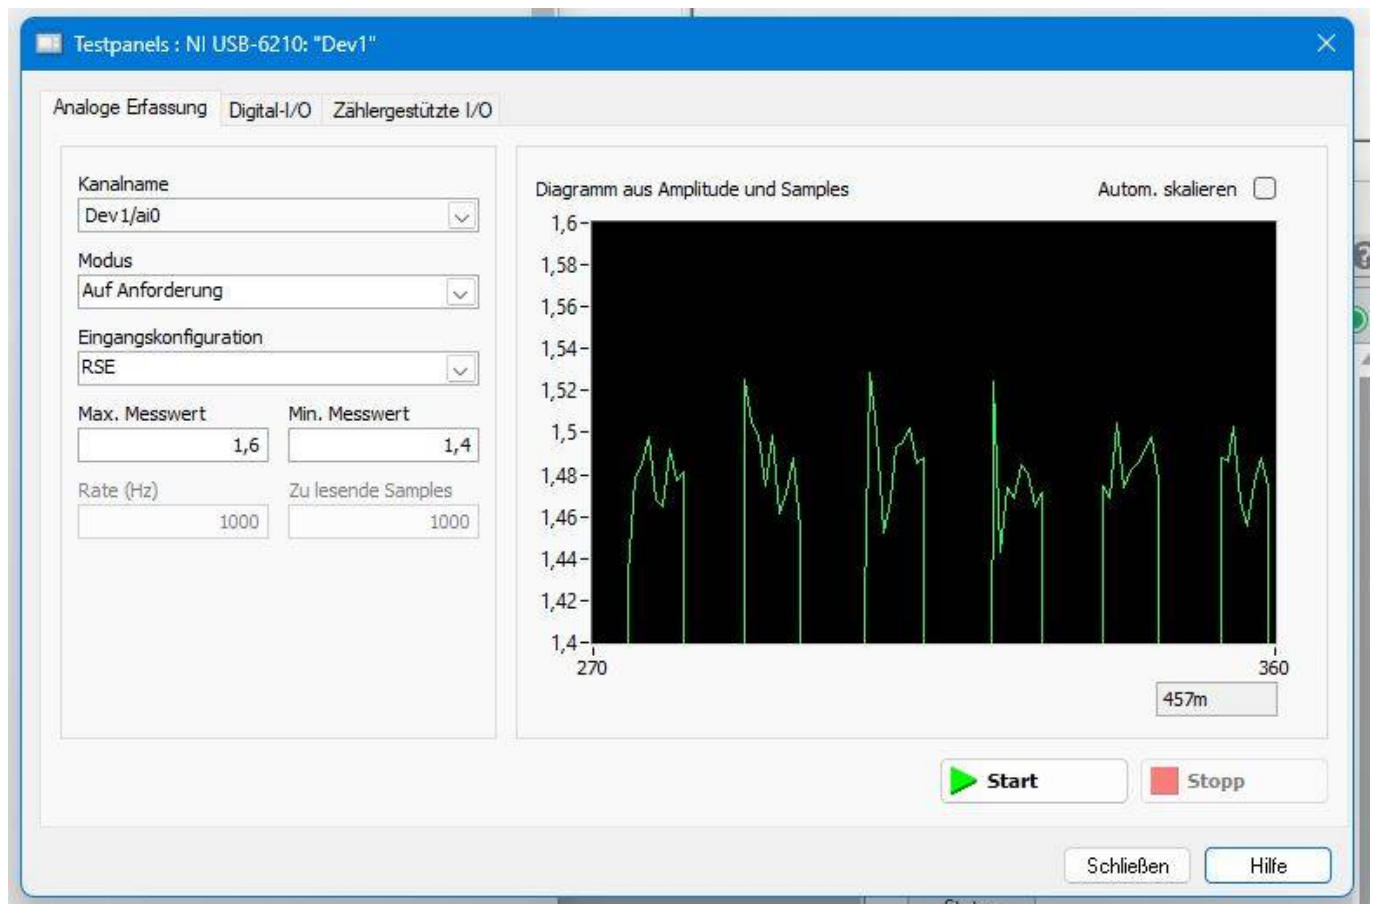 Testpanels : NI USB-6210: "Dev1"
Analoge Erfassung Digital-I/O Zählergestützte I/O
Kanalname
Dev1/ai0
Modus
Auf Anforderung
Eingangskonfiguration
RSE
Max. Messwert Min. Messwert
1,6 1,4
Rate (Hz) Zu lesende Samples
1000 1000
Diagramm aus Amplitude und Samples Autom. skalieren
1,6
1,58
1,56
1,54
1,52
1,5
1,48
1,46
1,44
1,42
1,4
270 360
457m
Start Stopp
Schließen Hilfe